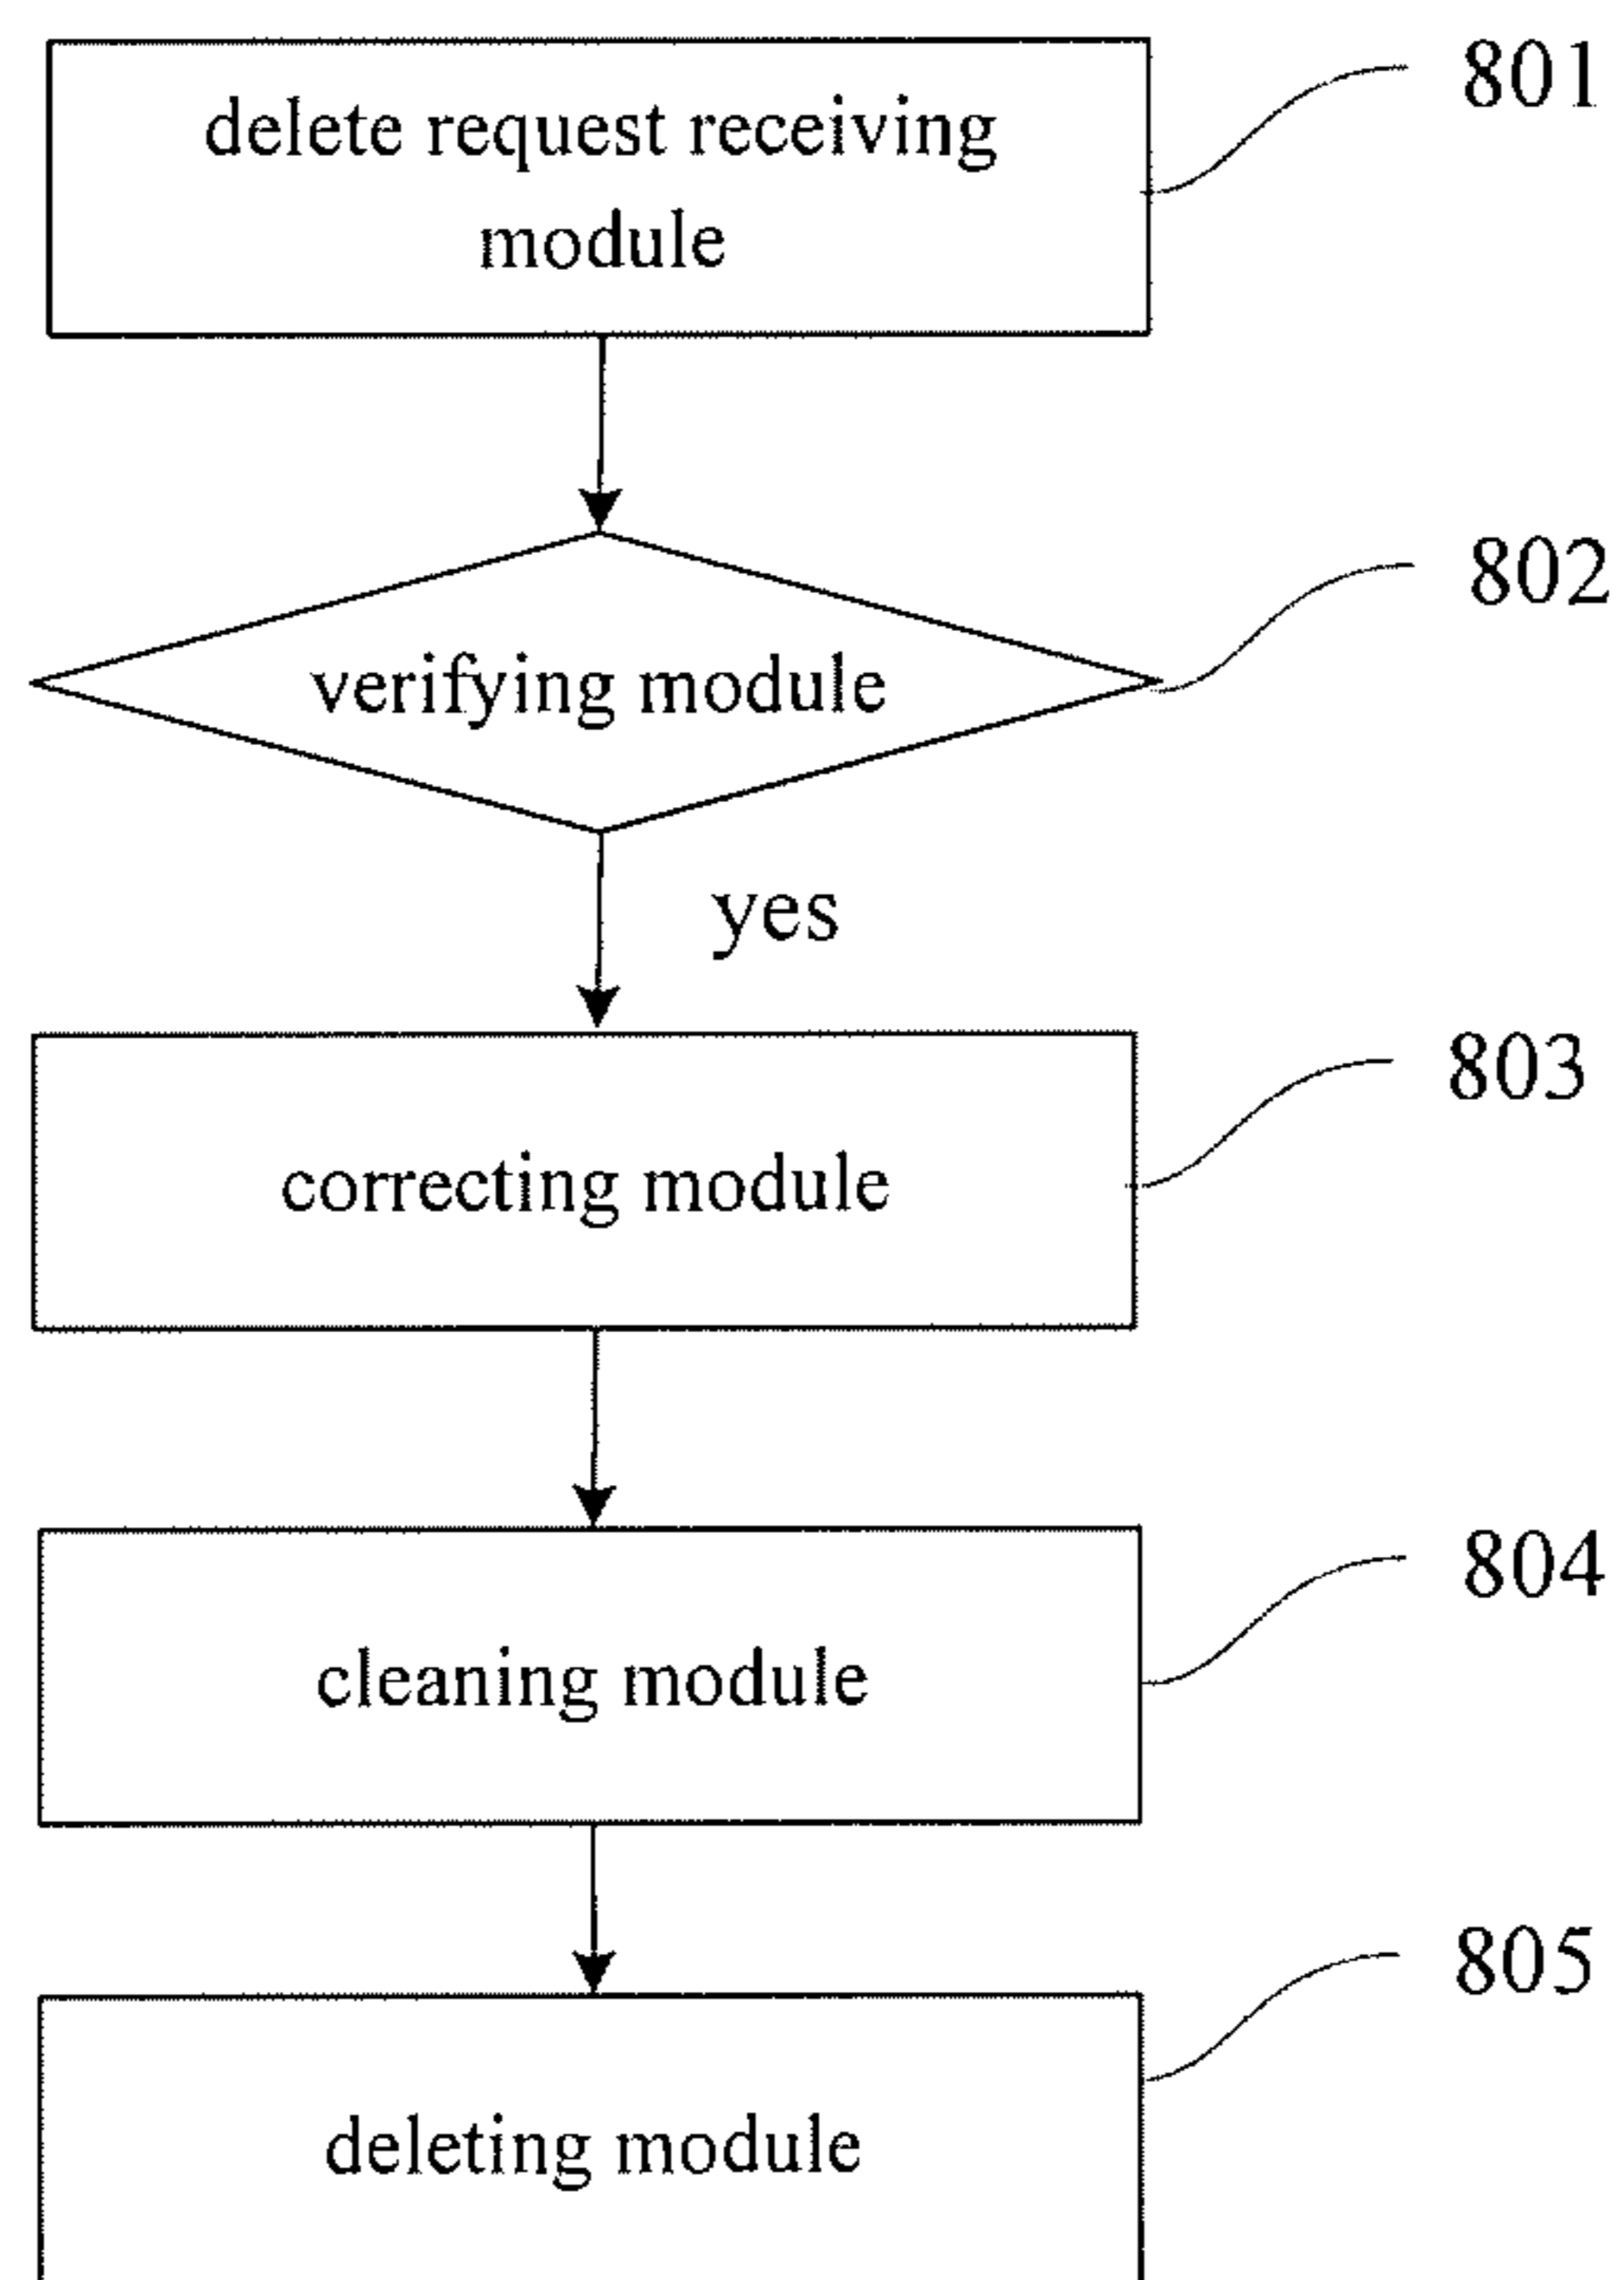 801
delete request receiving
module
802
verifying module
yes
803
correcting module
804
cleaning module
805
deleting module